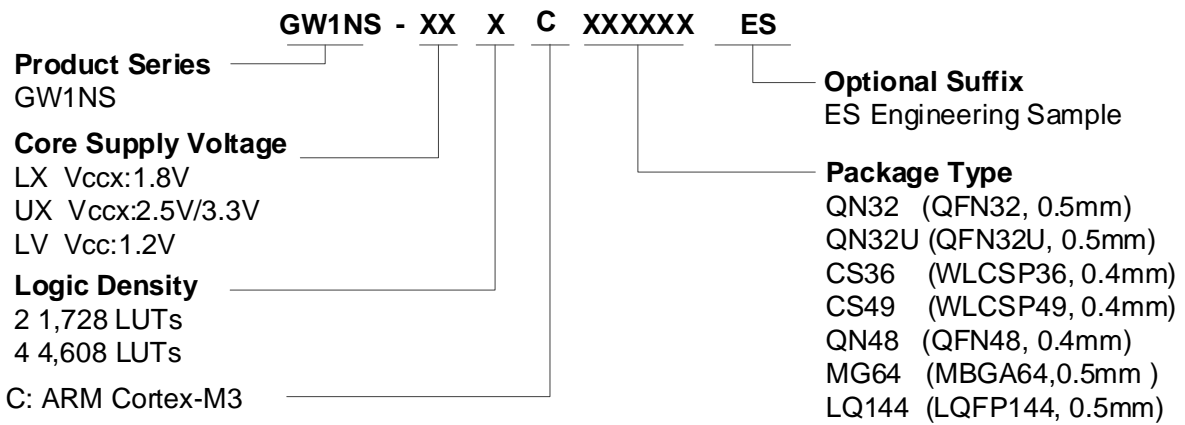 GW1NS - XX X C XXXXXX ES
Product Series
GW1NS
Core Supply Voltage
LX Vccx:1.8V
UX Vccx:2.5V/3.3V
LV Vcc:1.2V
Logic Density
2 1,728 LUTs
4 4,608 LUTs
C: ARM Cortex-M3
Optional Suffix
ES Engineering Sample
Package Type
QN32 (QFN32, 0.5mm)
QN32U (QFN32U, 0.5mm)
CS36 (WLCSP36, 0.4mm)
CS49 (WLCSP49, 0.4mm)
QN48 (QFN48, 0.4mm)
MG64 (MBGA64,0.5mm )
LQ144 (LQFP144, 0.5mm)